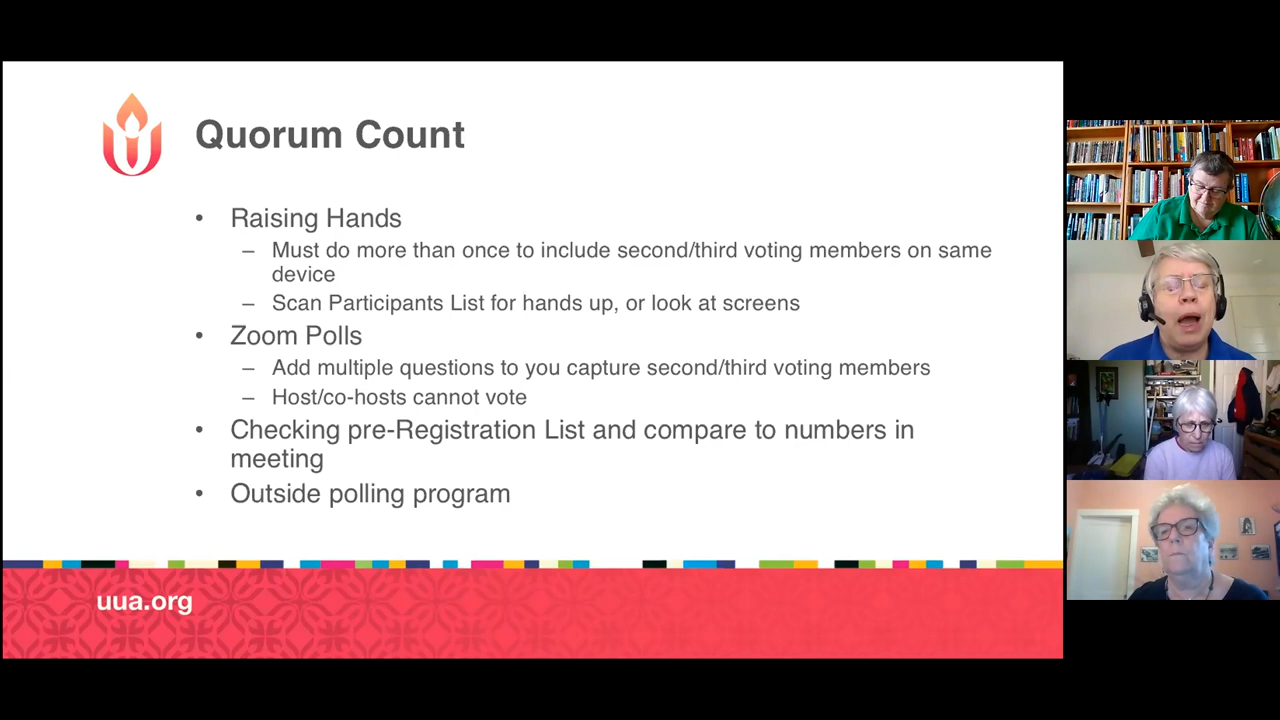 Quorum Count
• Raising Hands
– Must do more than once to include second/third voting members on same
device
– Scan Participants List for hands up, or look at screens
• Zoom Polls
– Add multiple questions to you capture second/third voting members
– Host/co-hosts cannot vote
• Checking pre-Registration List and compare to numbers in
meeting
• Outside polling program
uua.org